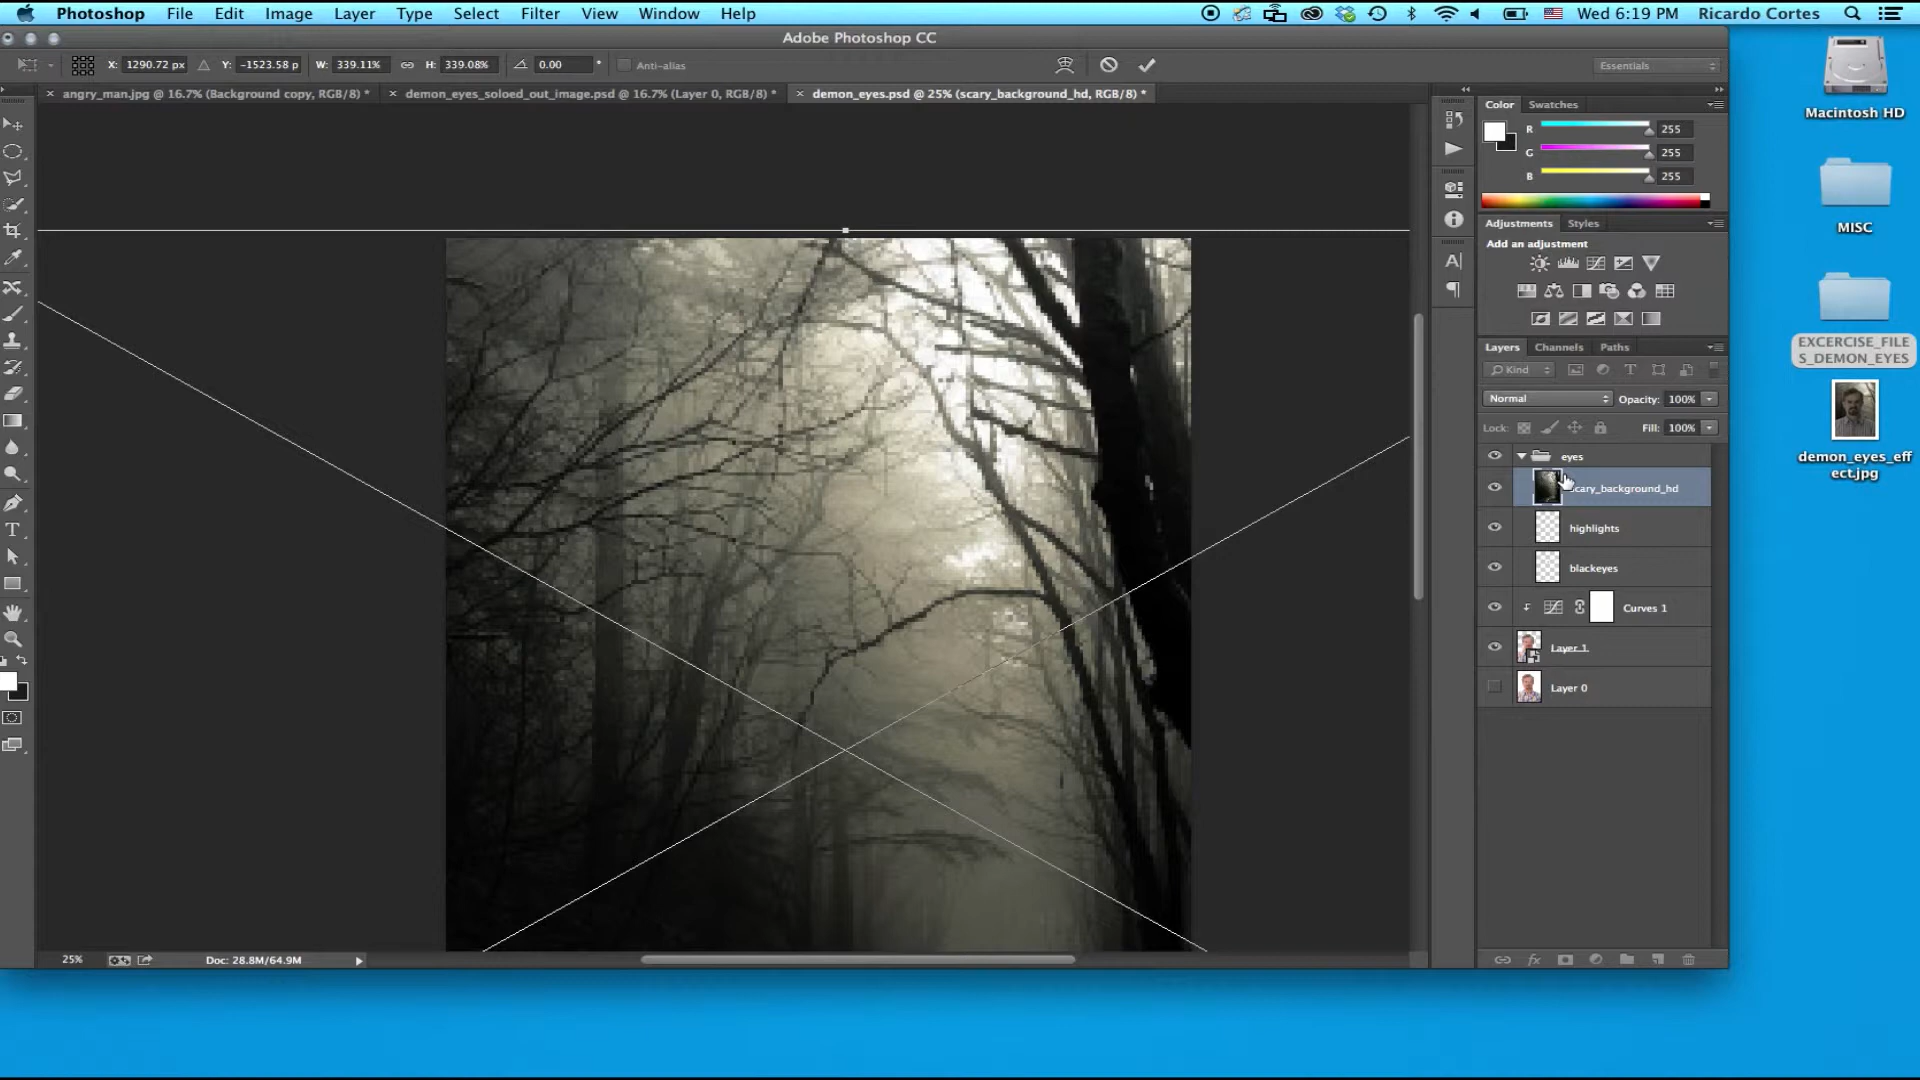 Photoshop File Edit Image Layer Type Select Filter View Window Help Wed 6:19 PM Ricardo Cortes
Adobe Photoshop CC
X: 1290.72 px Y: -1523.58 p W: 339.11% H: 339.08% 0.00 ° Anti-alias Essentials
angry_man.jpg @ 16.7% (Background copy, RGB/8) * demon_eyes_soloed_out_image.psd @ 16.7% (Layer 0, RGB/8) * demon_eyes.psd @ 25% (scary_background_hd, RGB/8) *
Color Swatches
R 255
G 255
B 255
Adjustments Styles
Add an adjustment
Layers Channels Paths
Kind
Normal Opacity: 100%
Lock: Fill: 100%
eyes
scary_background_hd
highlights
blackeyes
Curves 1
Layer 1
Layer 0
25% Doc: 28.8M/64.9M
fx
Macintosh HD
MISC
EXCERCISE_FILE
S_DEMON_EYES
demon_eyes_eff
ect.jpg